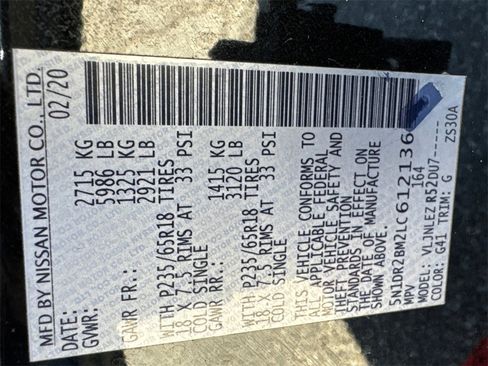 MFD BY NISSAN MOTOR CO., LTD.
DATE: 02/20
GVWR: 2715 KG
5986 LB
GAWR FR.: 1325 KG
2921 LB
WITH P235/65R18 TIRES
18 X 7.5 RIMS AT 33 PSI
COLD SINGLE
GAWR RR.: 1415 KG
3120 LB
WITH P235/65R18 TIRES
18 X 7.5 RIMS AT 33 PSI
COLD SINGLE
THIS VEHICLE CONFORMS TO
ALL APPLICABLE FEDERAL
MOTOR VEHICLE SAFETY AND
THEFT PREVENTION
STANDARDS IN EFFECT ON
THE DATE OF MANUFACTURE
SHOWN ABOVE.
5N1DR2BM2LC612136
MPV 164
MODEL: VLJNLEZ R52DU7-----
COLOR: G41 TRIM: G ZS30A